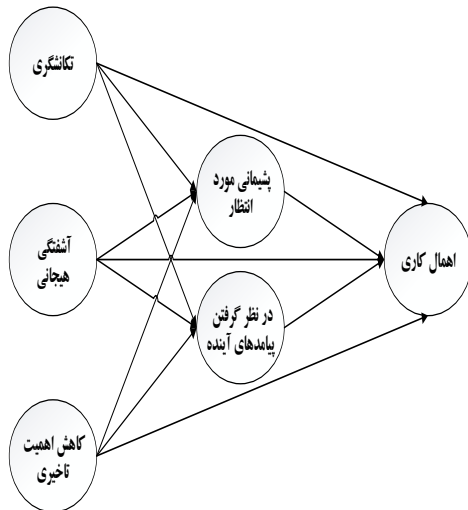 تکانشگری
پشیمانی مورد
انتظار
آشفتگی
هیجانی
اهمال کاری
در نظر گرفتن
پیامدهای آینده
کاهش اهمیت
تاخیری